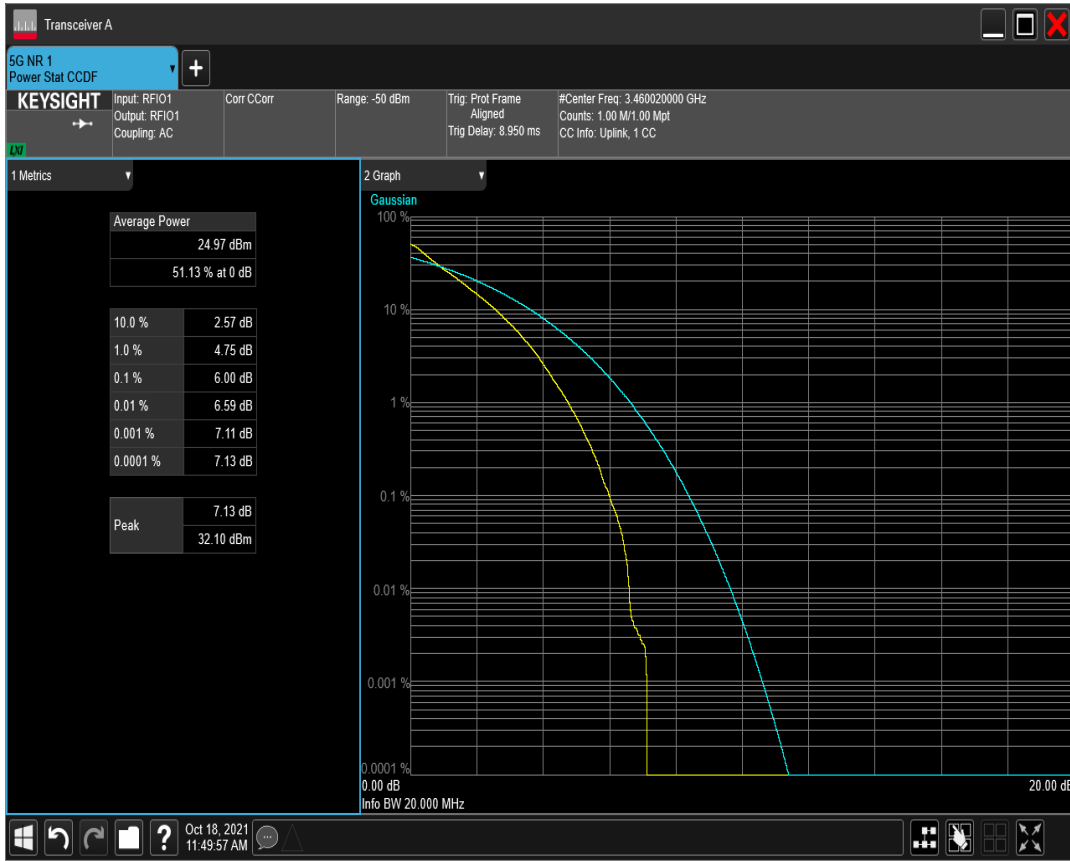 Transceiver A
5G NR 1
Power Stat CCDF
KEYSIGHT
LXI
Input: RFIO1
Output: RFIO1
Coupling: AC
Corr CCorr
Range: -50 dBm
Trig: Prot Frame
Aligned
Trig Delay: 8.950 ms
#Center Freq: 3.460020000 GHz
Counts: 1.00 M/1.00 Mpt
CC Info: Uplink, 1 CC
1 Metrics
Average Power
24.97 dBm
51.13 % at 0 dB
10.0 % 2.57 dB
1.0 % 4.75 dB
0.1 % 6.00 dB
0.01 % 6.59 dB
0.001 % 7.11 dB
0.0001 % 7.13 dB
Peak 7.13 dB
32.10 dBm
2 Graph
Gaussian
100 %
10 %
1 %
0.1 %
0.01 %
0.001 %
0.0001 %
0.00 dB 20.00 dB
Info BW 20.000 MHz
? Oct 18, 2021
11:49:57 AM